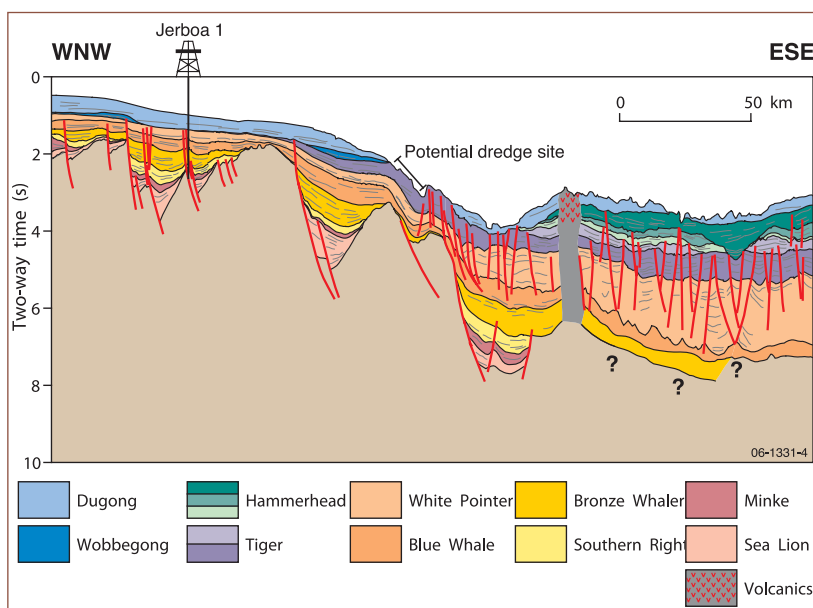 Jerboa 1
WNW
ESE
0
0 50 km
Potential dredge site
2
4
6
8
10
Two-way time (s)
? ? ?
06-1331-4
Dugong
Hammerhead
White Pointer
Bronze Whaler
Minke
Wobbegong
Tiger
Blue Whale
Southern Right
Sea Lion
Volcanics